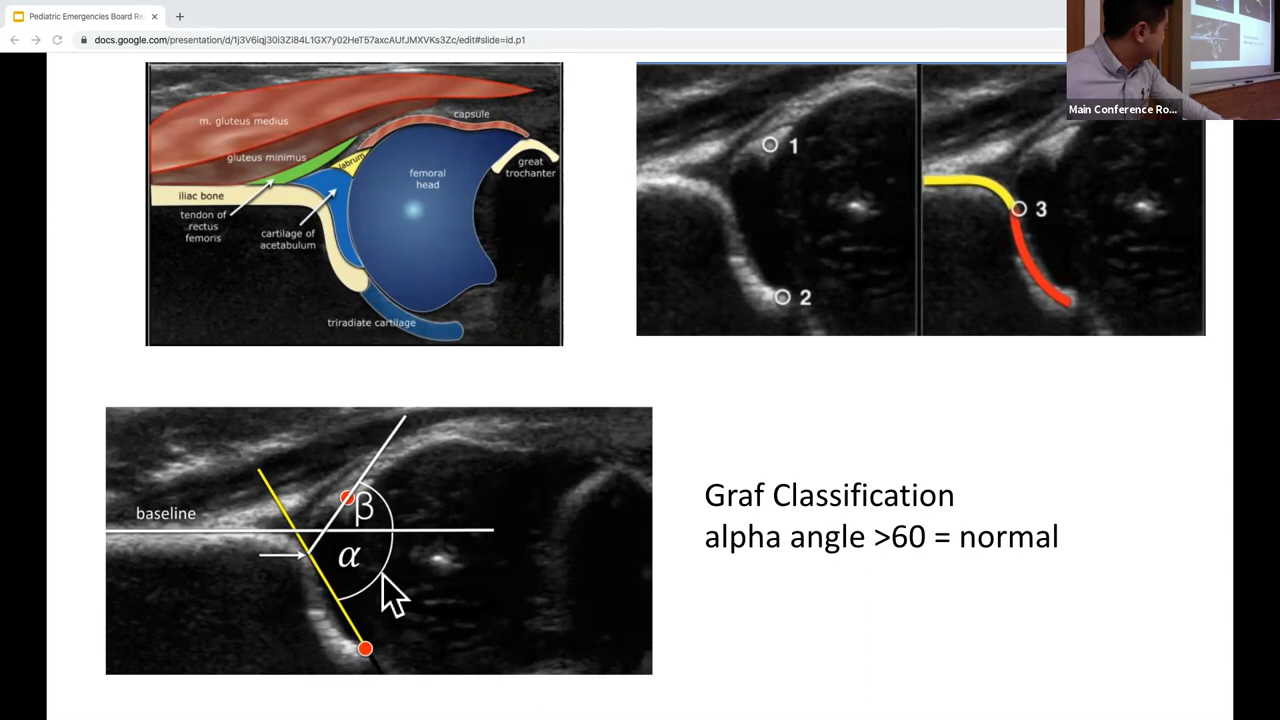 Pediatric Emergencies Board Re
docs.google.com/presentation/d/1j3V6iqj30i3ZI84L1GX7y02HeT57axcAUfJMXVKs3Zc/edit#slide=id.p1
Main Conference Ro...
m. gluteus medius
capsule
gluteus minimus
labrum
great
trochanter
femoral
head
iliac bone
tendon of
rectus
femoris
cartilage of
acetabulum
triradiate cartilage
1
2
3
baseline
β
α
Graf Classification
alpha angle >60 = normal